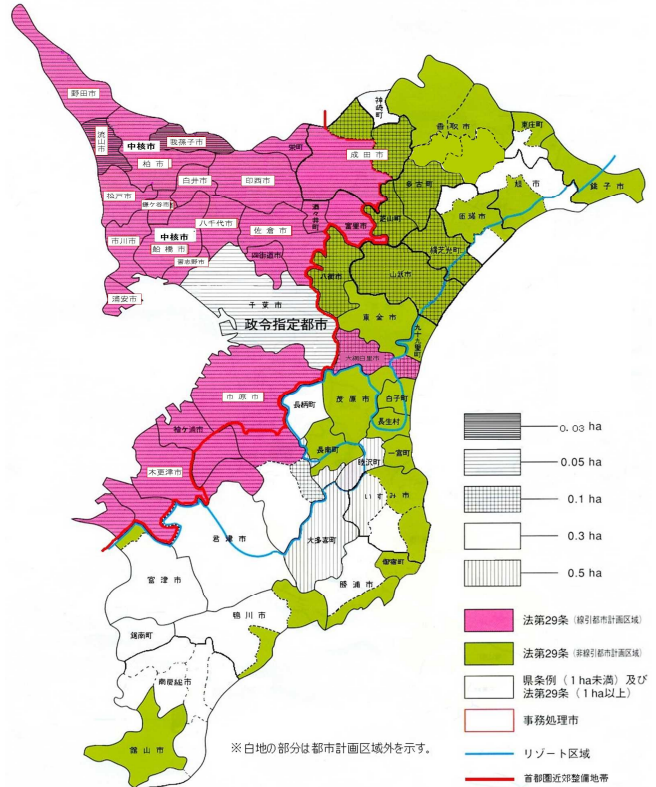 野田市
流山市
中核市
柏市
我孫子市
松戸市
鎌ケ谷市
白井市
印西市
栄町
成田市
神崎町
香取市
東庄町
多古町
旭市
銚子市
匝瑳市
芝山町
横芝光町
富里市
酒々井町
市川市
中核市
船橋市
八千代市
習志野市
佐倉市
四街道市
八街市
山武市
浦安市
千葉市
政令指定都市
東金市
九十九里町
大網白里市
市原市
長柄町
茂原市
白子町
長生村
袖ケ浦市
木更津市
長南町
睦沢町
一宮町
いすみ市
君津市
大多喜町
御宿町
勝浦市
富津市
鴨川市
鋸南町
南房総市
館山市
0.03 ha
0.05 ha
0.1 ha
0.3 ha
0.5 ha
法第29条（線引都市計画区域）
法第29条（非線引都市計画区域）
県条例（1ha未満）及び
法第29条（1ha以上）
事務処理市
リゾート区域
首都圏近郊整備地帯
※白地の部分は都市計画区域外を示す。